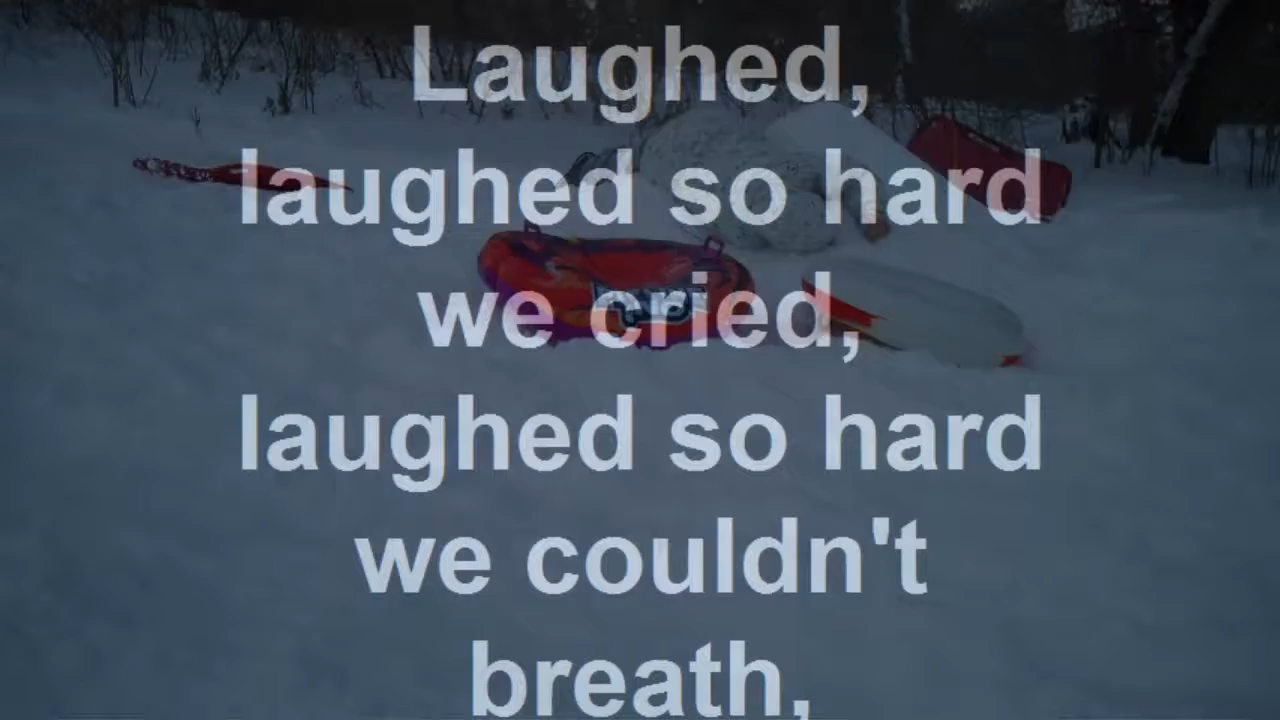 Laughed,
laughed so hard
we cried,
laughed so hard
we couldn't
breath,